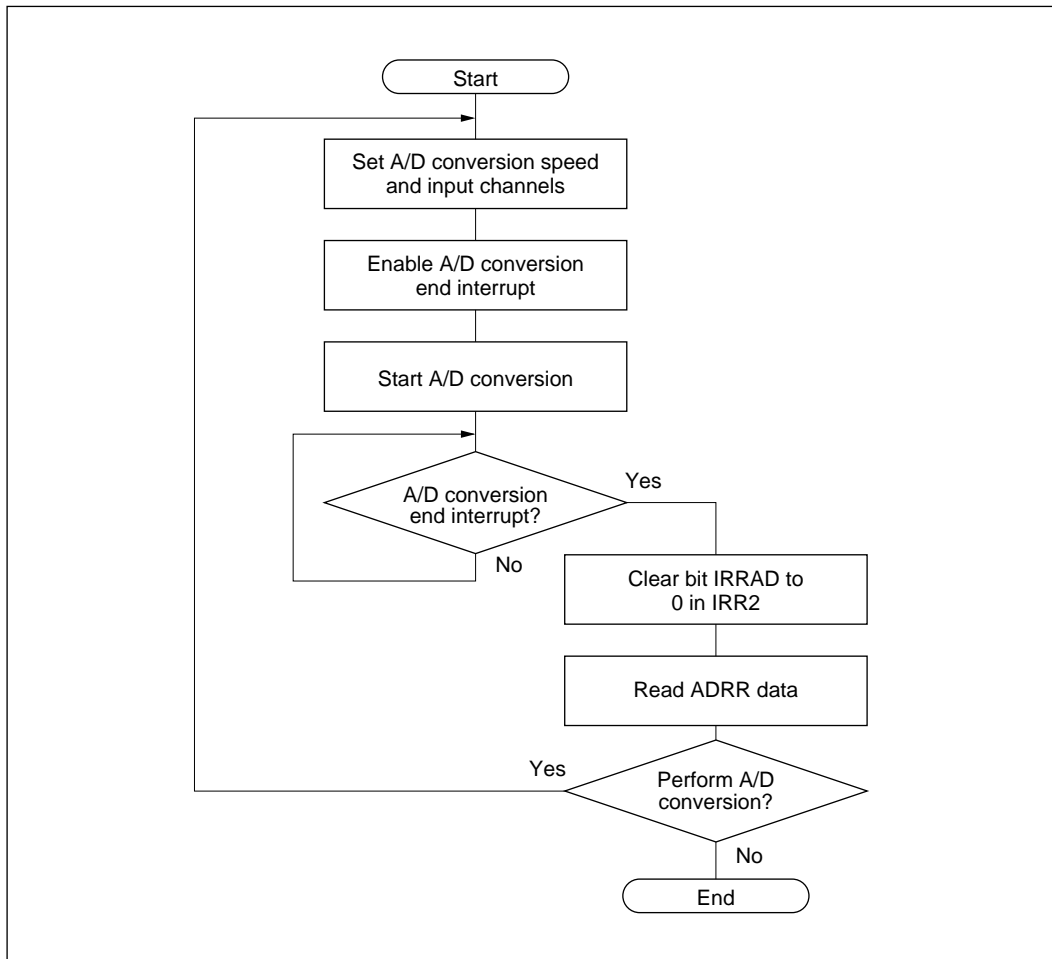 Start
Set A/D conversion speed
and input channels
Enable A/D conversion
end interrupt
Start A/D conversion
A/D conversion
end interrupt?
Yes
No
Clear bit IRRAD to
0 in IRR2
Read ADRR data
Yes
Perform A/D
conversion?
No
End